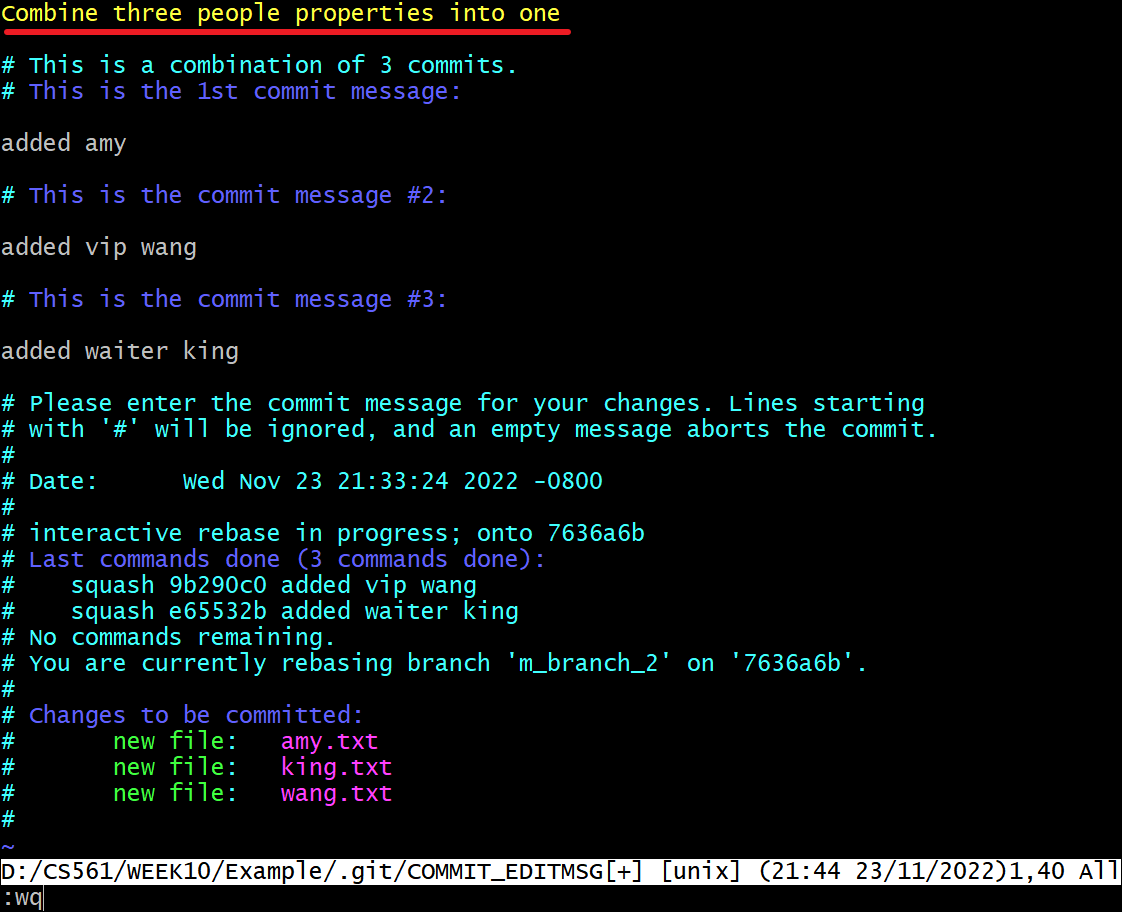 Combine three people properties into one
# This is a combination of 3 commits.
# This is the 1st commit message:
added amy
# This is the commit message #2:
added vip wang
# This is the commit message #3:
added waiter king
# Please enter the commit message for your changes. Lines starting
# with '#' will be ignored, and an empty message aborts the commit.
#
# Date:      Wed Nov 23 21:33:24 2022 -0800
#
# interactive rebase in progress; onto 7636a6b
# Last commands done (3 commands done):
#    squash 9b290c0 added vip wang
#    squash e65532b added waiter king
# No commands remaining.
# You are currently rebasing branch 'm_branch_2' on '7636a6b'.
#
# Changes to be committed:
#       new file:   amy.txt
#       new file:   king.txt
#       new file:   wang.txt
#
~
D:/CS561/WEEK10/Example/.git/COMMIT_EDITMSG[+] [unix] (21:44 23/11/2022)1,40 All
:wq